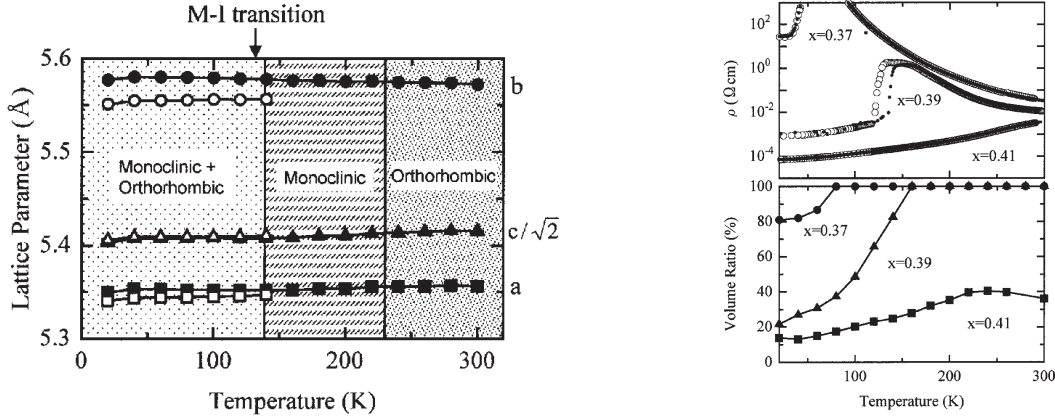 M-I transition
5.6
5.5
5.4
5.3
Lattice Parameter (Å)
Monoclinic +
Orthorhombic
Monoclinic
Orthorhombic
b
c/√2
a
0
100
200
300
Temperature (K)
10²
10⁰
10⁻²
10⁻⁴
ρ (Ω cm)
x=0.37
x=0.39
x=0.41
100
80
60
40
20
0
Volume Ratio (%)
x=0.37
x=0.39
x=0.41
100
200
300
Temperature (K)